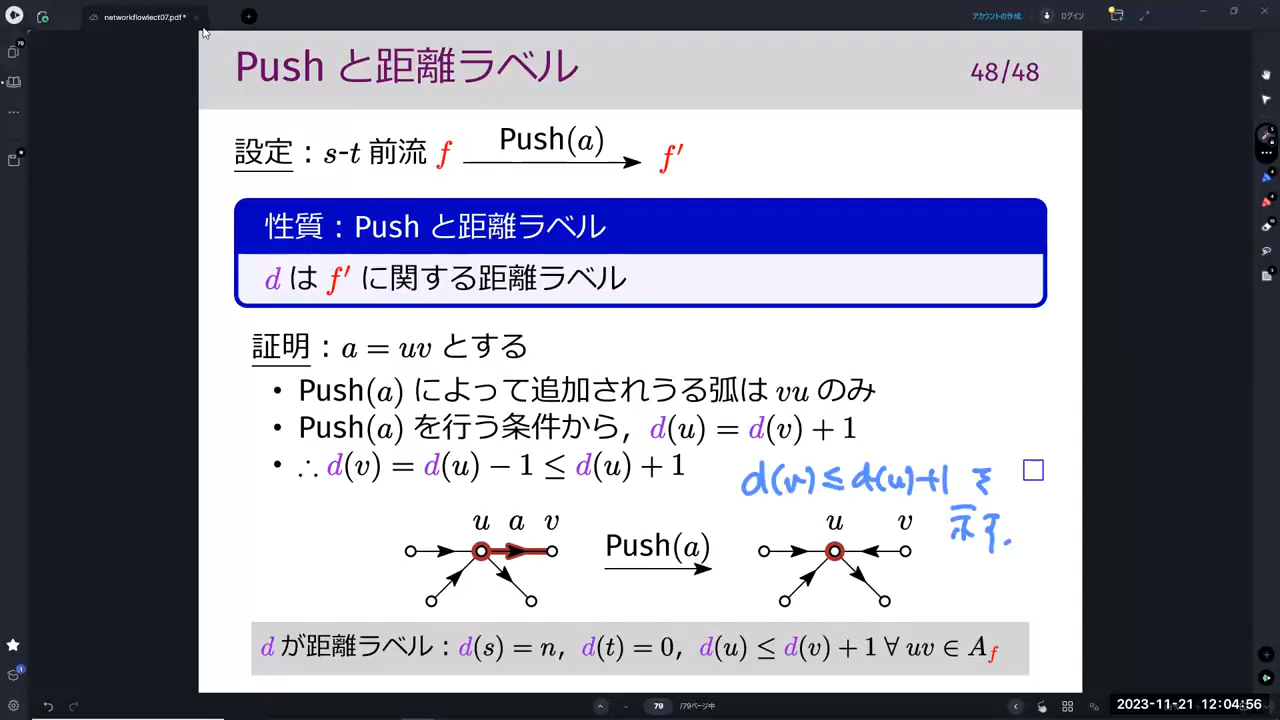 networkflowlect07.pdf*
アカウントの作成
ログイン
Push と距離ラベル
48/48
設定：s-t 前流 f Push(a) f′
性質：Push と距離ラベル
d は f′ に関する距離ラベル
証明：a = uv とする
• Push(a) によって追加されうる弧は vu のみ
• Push(a) を行う条件から，d(u) = d(v) + 1
• ∴ d(v) = d(u) − 1 ≤ d(u) + 1
d(v) ≤ d(u)+1 を
示す.
u a v
Push(a)
u v
d が距離ラベル：d(s) = n，d(t) = 0，d(u) ≤ d(v) + 1 ∀ uv ∈ A_f
79
/79ページ中
2023-11-21 12:04:56